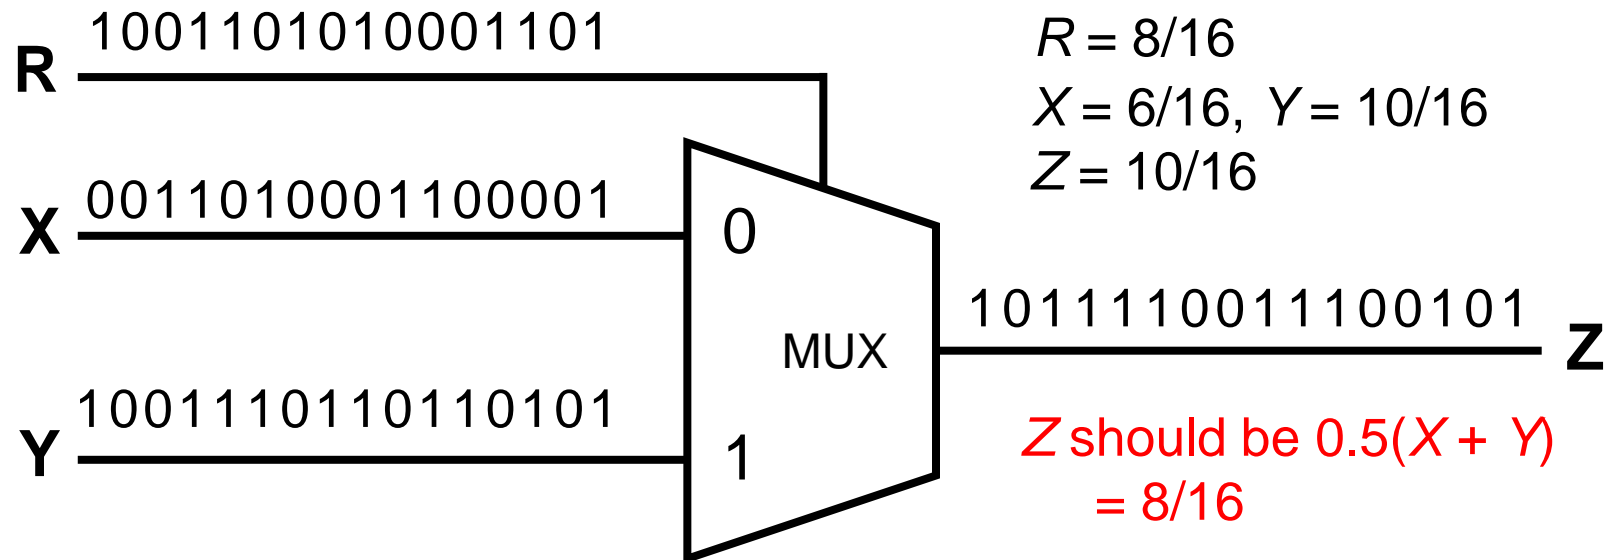 R 1001101010001101
R = 8/16
X = 6/16, Y = 10/16
Z = 10/16
X 0011010001100001
0
MUX
1011110011100101 Z
Y 1001110110110101
1
Z should be 0.5(X + Y)
= 8/16